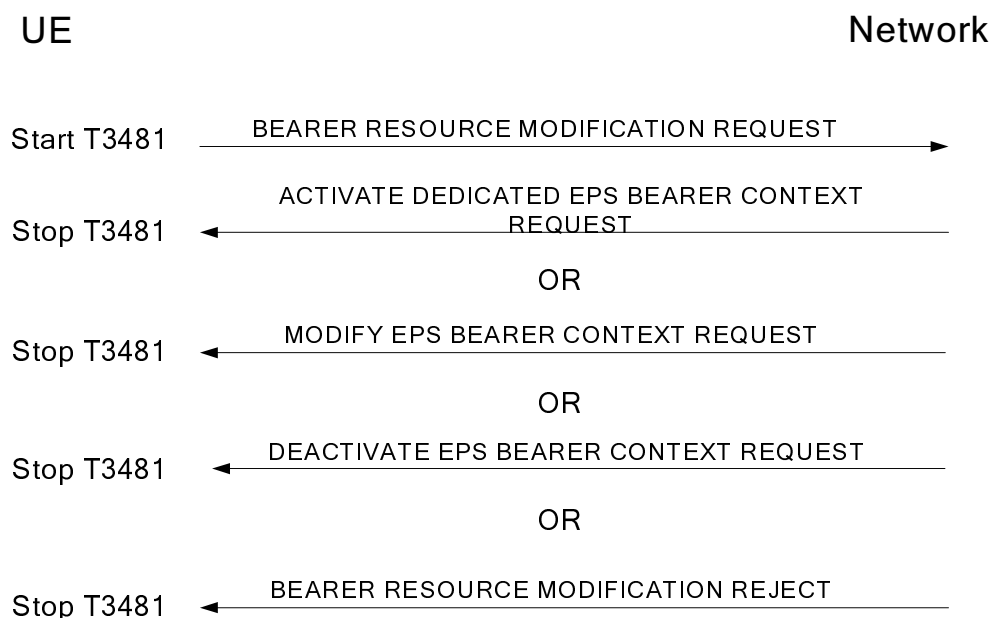 UE Network
Start T3481 BEARER RESOURCE MODIFICATION REQUEST
ACTIVATE DEDICATED EPS BEARER CONTEXT
REQUEST
Stop T3481
OR
Stop T3481 MODIFY EPS BEARER CONTEXT REQUEST
OR
Stop T3481 DEACTIVATE EPS BEARER CONTEXT REQUEST
OR
Stop T3481 BEARER RESOURCE MODIFICATION REJECT